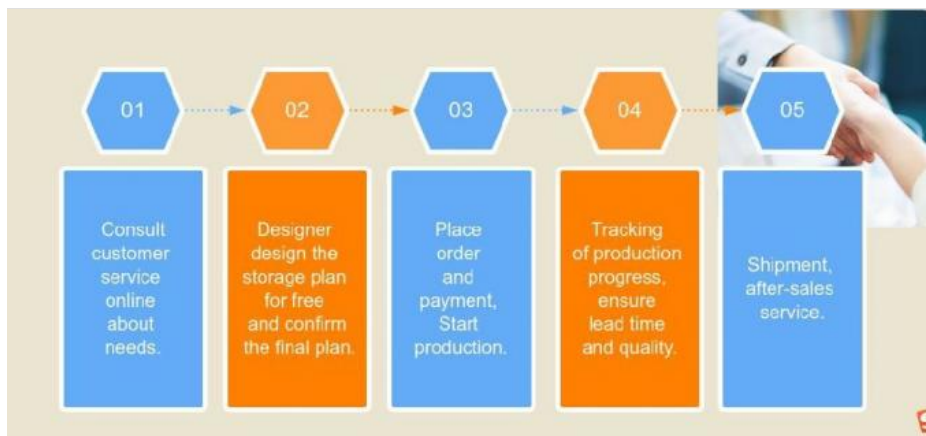 01
02
03
04
05
Consult
customer
service
online
about
needs.
Designer
design the
storage plan
for free
and confirm
the final plan.
Place
order
and
payment,
Start
production.
Tracking
of production
progress,
ensure
lead time
and quality.
Shipment,
after-sales
service.